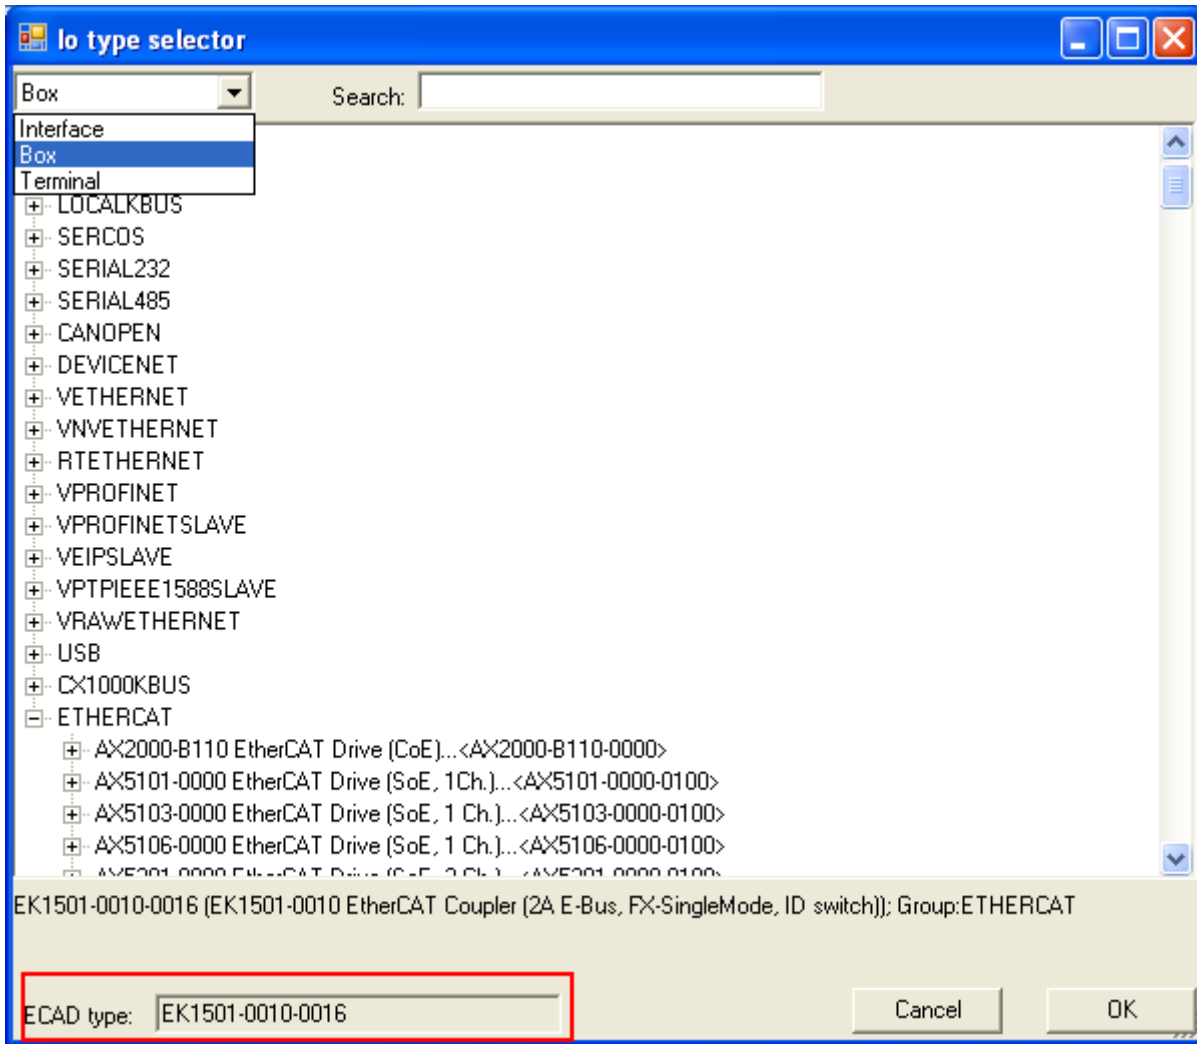 Io type selector
Box
Search:
Interface
Box
Terminal
LOCALKBUS
SERCOS
SERIAL232
SERIAL485
CANOPEN
DEVICENET
VETHERNET
VNVETHERNET
RTETHERNET
VPROFINET
VPROFINETSLAVE
VEIPSLAVE
VPTPIEEE1588SLAVE
VRAWETHERNET
USB
CX1000KBUS
ETHERCAT
AX2000-B110 EtherCAT Drive (CoE)...<AX2000-B110-0000>
AX5101-0000 EtherCAT Drive (SoE, 1Ch.)...<AX5101-0000-0100>
AX5103-0000 EtherCAT Drive (SoE, 1 Ch.)...<AX5103-0000-0100>
AX5106-0000 EtherCAT Drive (SoE, 1 Ch.)...<AX5106-0000-0100>
EK1501-0010-0016 (EK1501-0010 EtherCAT Coupler (2A E-Bus, FX-SingleMode, ID switch)); Group:ETHERCAT
ECAD type: EK1501-0010-0016
Cancel
OK